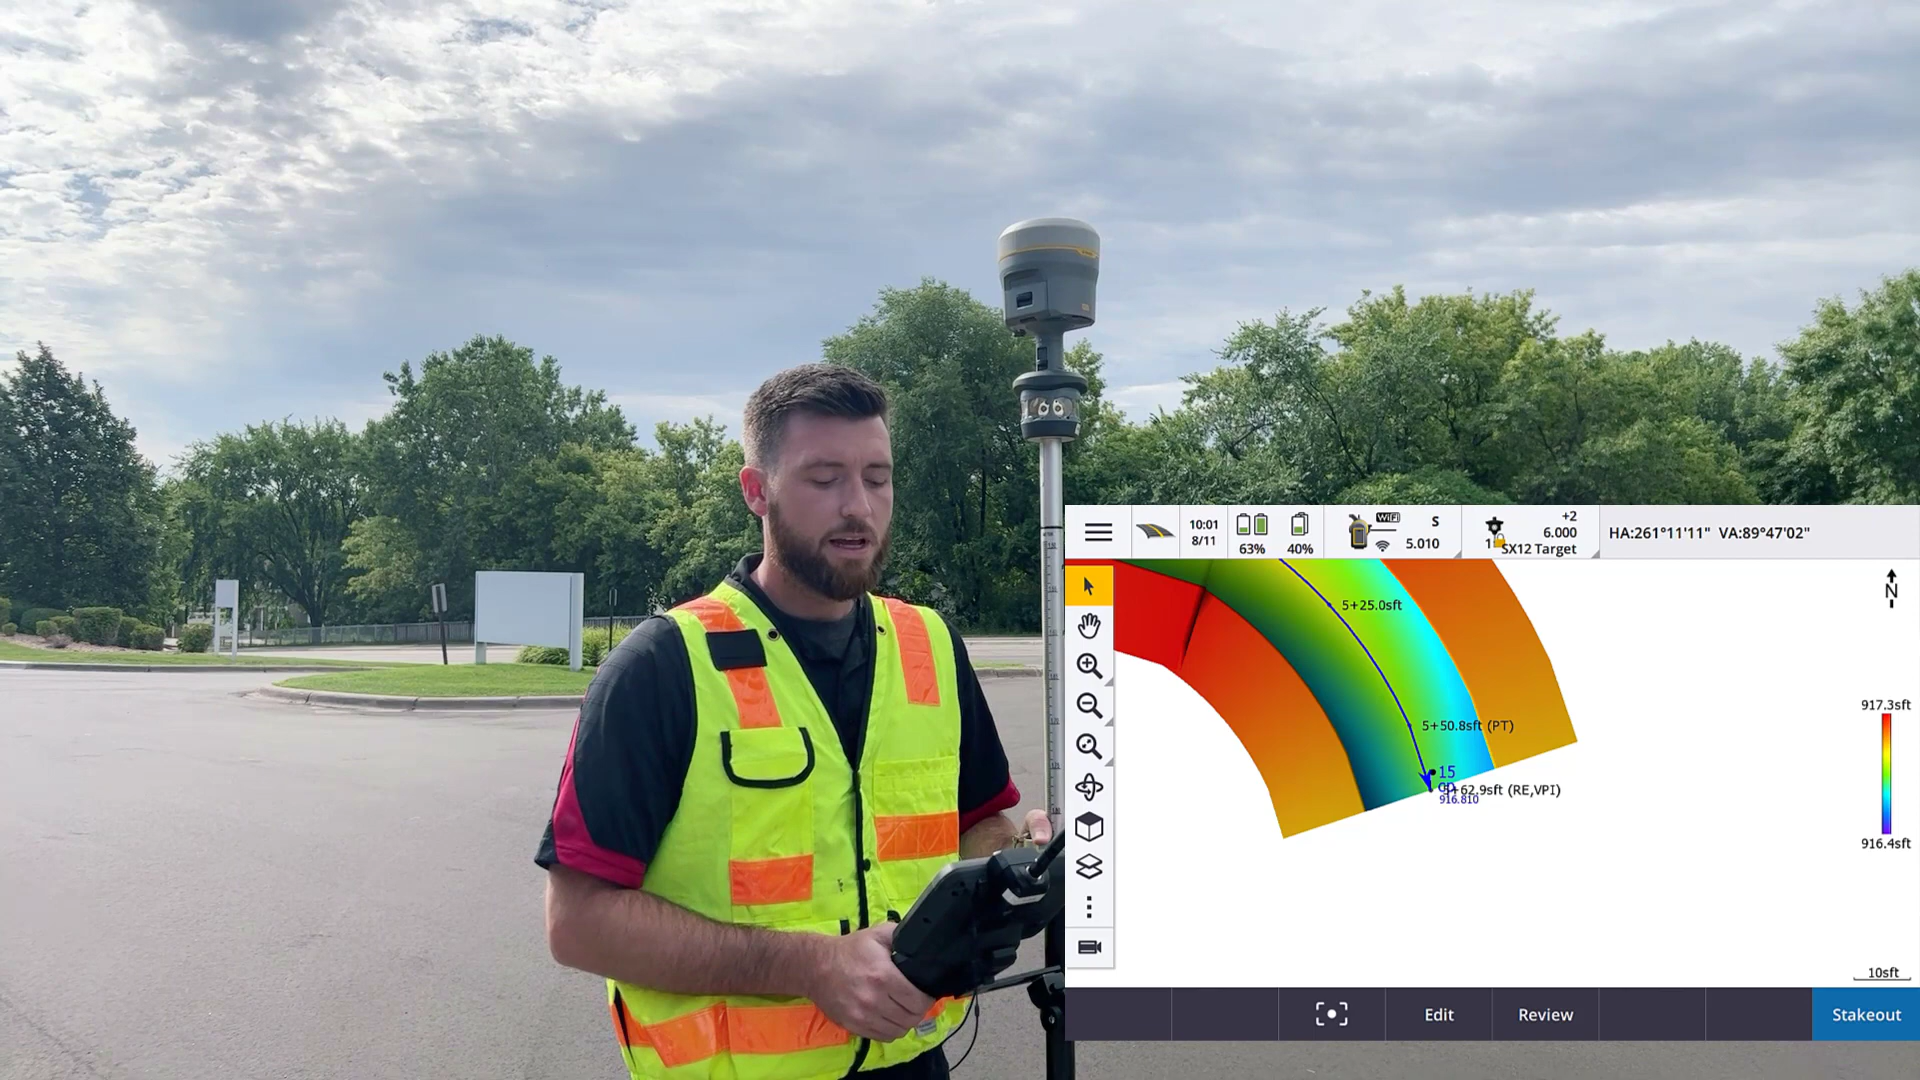 10:01
8/11
63%
40%
WiFi
S
5.010
+2
6.000
1
SX12 Target
HA:261°11'11" VA:89°47'02"
N
5+25.0sft
5+50.8sft (PT)
15
5+62.9sft (RE,VPI)
916.810
917.3sft
916.4sft
10sft
Edit
Review
Stakeout